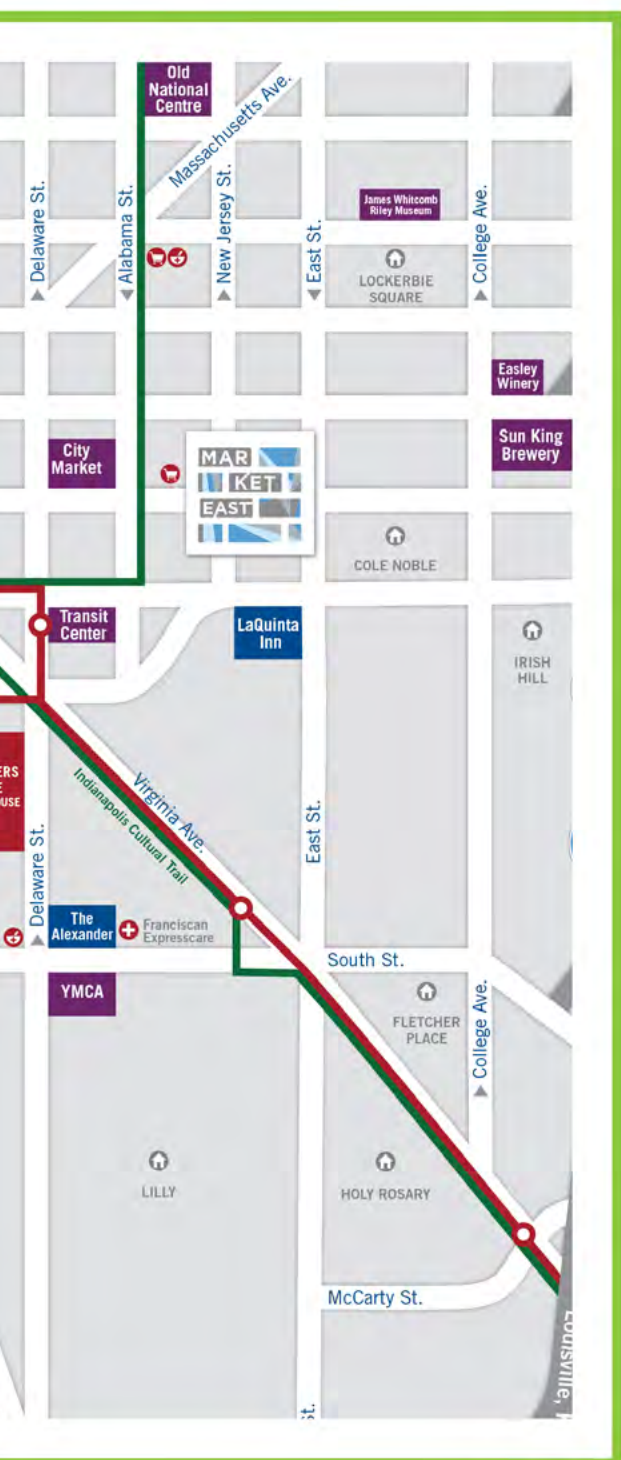 Old
National
Centre
Massachusetts Ave.
James Whitcomb
Riley Museum
Delaware St.
Alabama St.
New Jersey St.
East St.
College Ave.
LOCKERBIE
SQUARE
Easley
Winery
City
Market
Sun King
Brewery
MAR
KET
EAST
COLE NOBLE
Transit
Center
LaQuinta
Inn
IRISH
HILL
Virginia Ave.
Indianapolis Cultural Trail
East St.
Delaware St.
The
Alexander
Franciscan
Expresscare
South St.
YMCA
FLETCHER
PLACE
College Ave.
LILLY
HOLY ROSARY
McCarty St.
Louisville,
St.